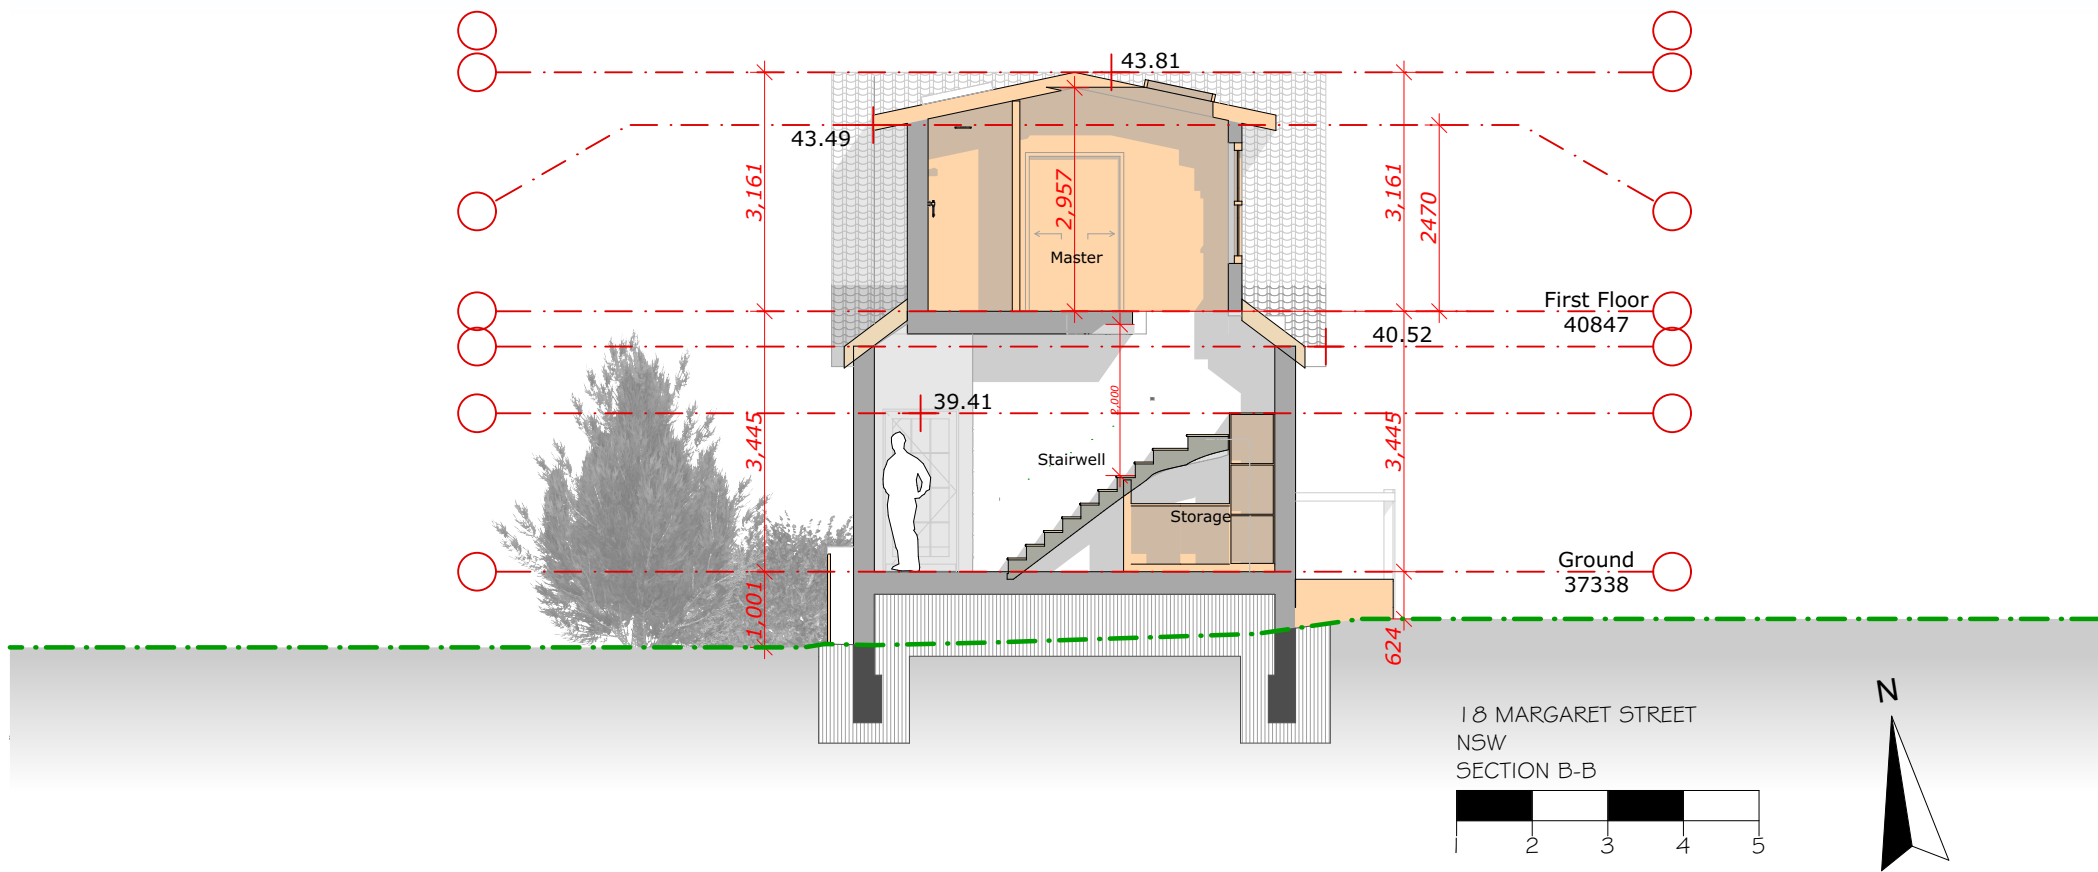 43.81
43.49
3,161
2,957
3,161
2470
Master
First Floor
40847
40.52
2,000
39.41
3,445
3,445
Stairwell
Storage
Ground
37338
1,001
624
N
18 MARGARET STREET
NSW
SECTION B-B
1 2 3 4 5